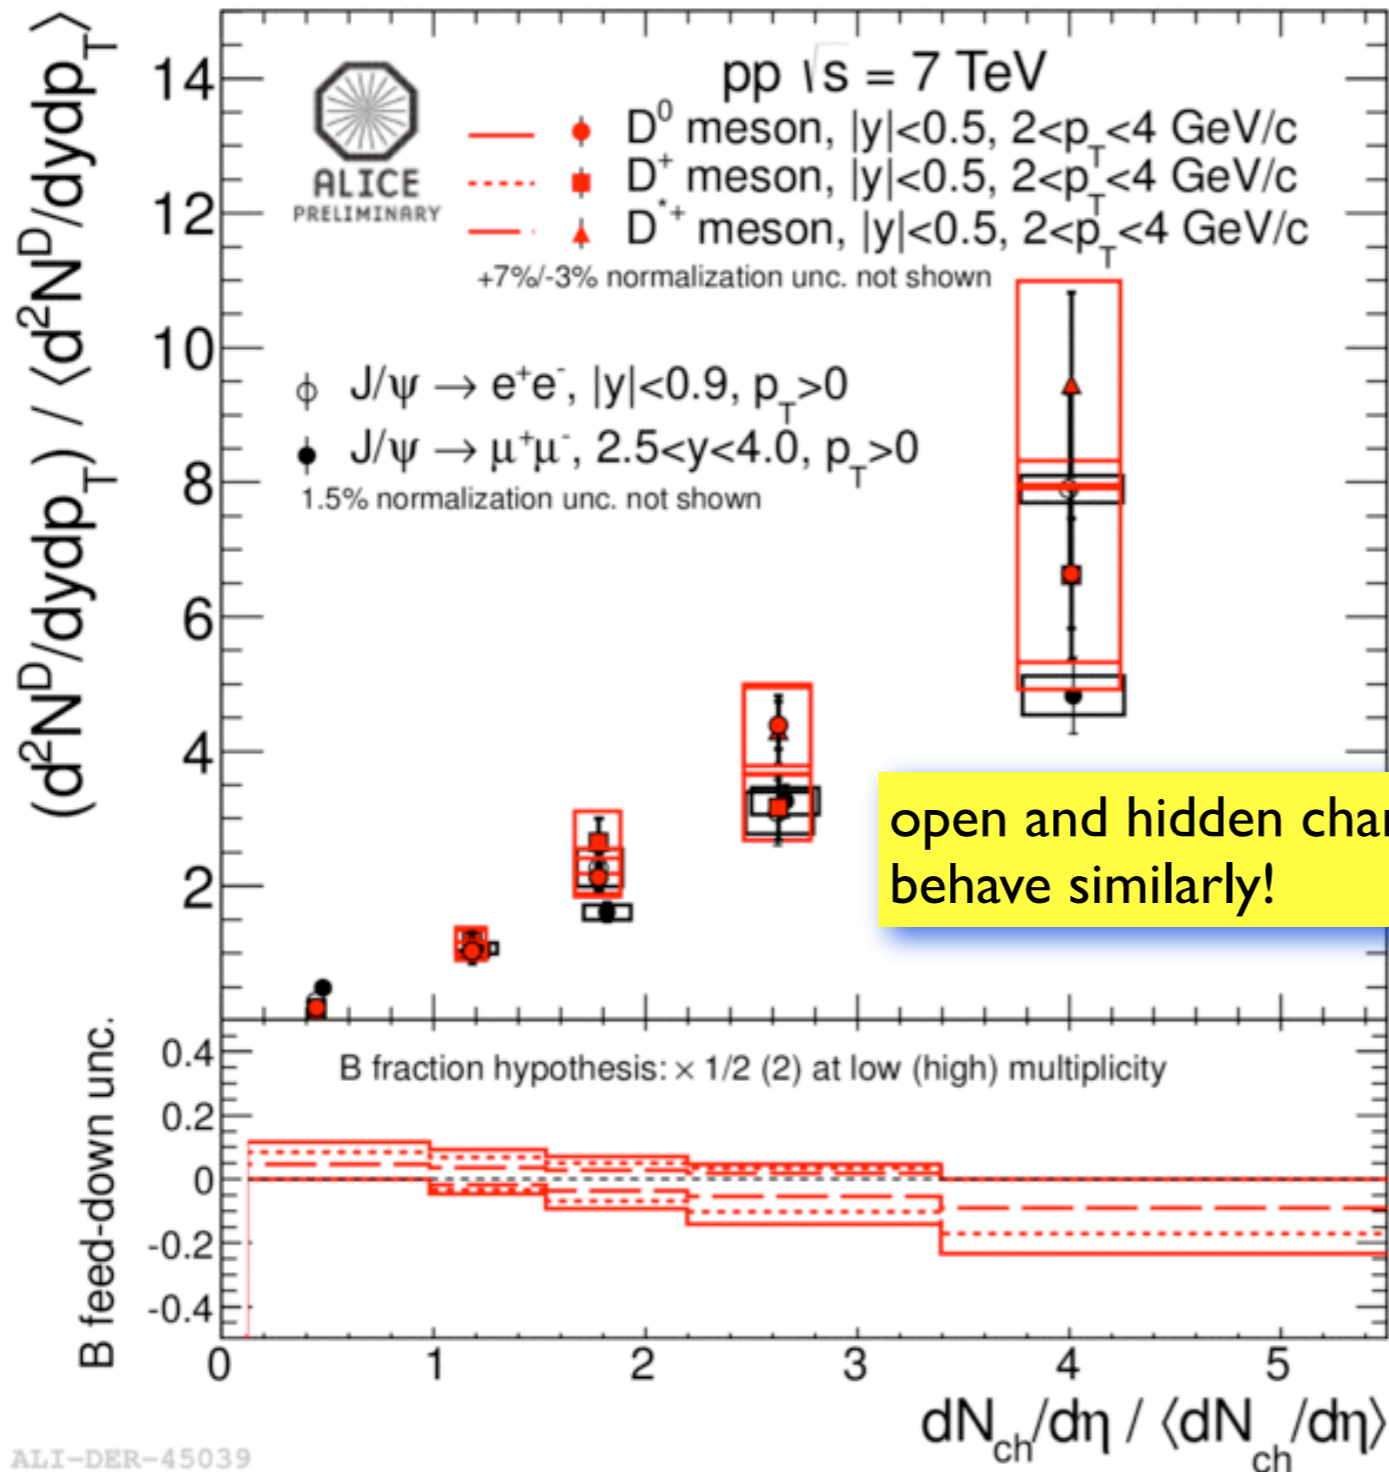 (d²N^D/dydp_T) / ⟨d²N^D/dydp_T⟩
14
12
10
8
6
4
2
ALICE
PRELIMINARY
pp √s = 7 TeV
D⁰ meson, |y|<0.5, 2<p_T<4 GeV/c
D⁺ meson, |y|<0.5, 2<p_T<4 GeV/c
D*⁺ meson, |y|<0.5, 2<p_T<4 GeV/c
+7%/-3% normalization unc. not shown
J/ψ → e⁺e⁻, |y|<0.9, p_T>0
J/ψ → μ⁺μ⁻, 2.5<y<4.0, p_T>0
1.5% normalization unc. not shown
open and hidden
behave similarly!
B feed-down unc.
0.4
0.2
0
-0.2
-0.4
B fraction hypothesis: × 1/2 (2) at low (high) multiplicity
0 1 2 3 4 5
dN_ch/dη / ⟨dN_ch/dη⟩
ALI-DER-45039